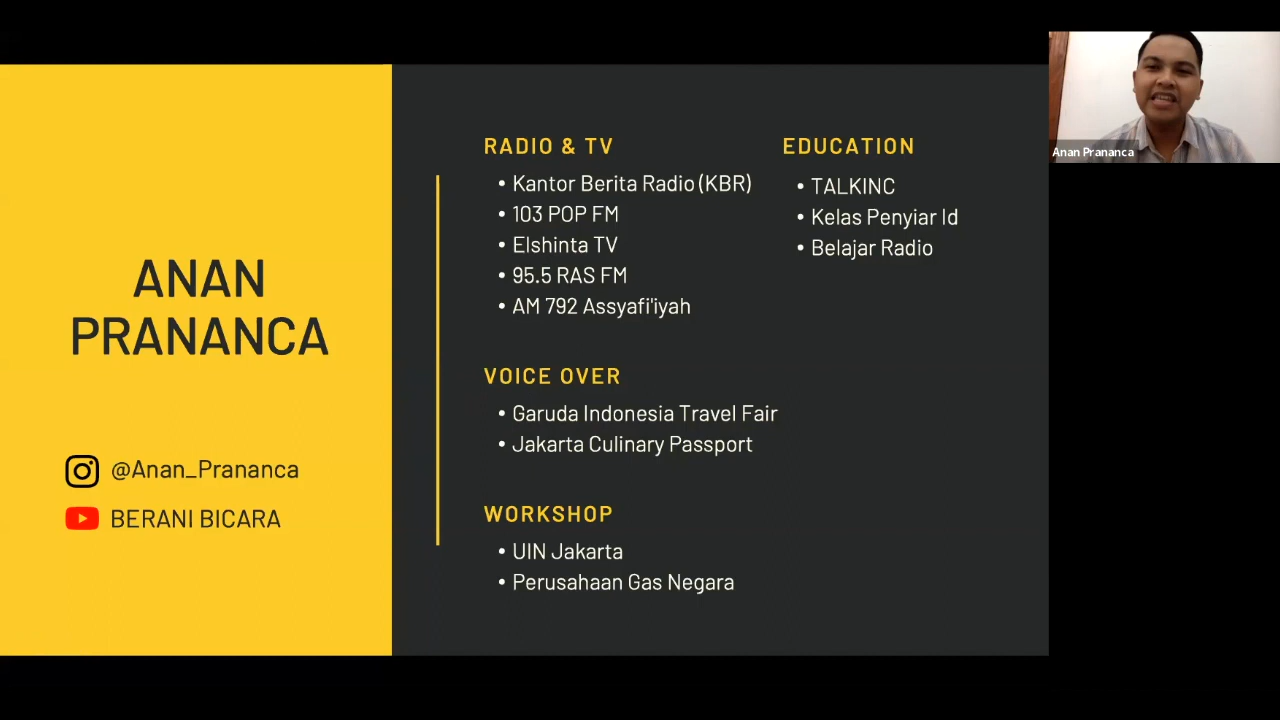 ANAN
PRANANCA
@Anan_Prananca
BERANI BICARA
RADIO & TV
• Kantor Berita Radio (KBR)
• 103 POP FM
• Elshinta TV
• 95.5 RAS FM
• AM 792 Assyafi'iyah
VOICE OVER
• Garuda Indonesia Travel Fair
• Jakarta Culinary Passport
WORKSHOP
• UIN Jakarta
• Perusahaan Gas Negara
EDUCATION
• TALKINC
• Kelas Penyiar Id
• Belajar Radio
Anan Prananca